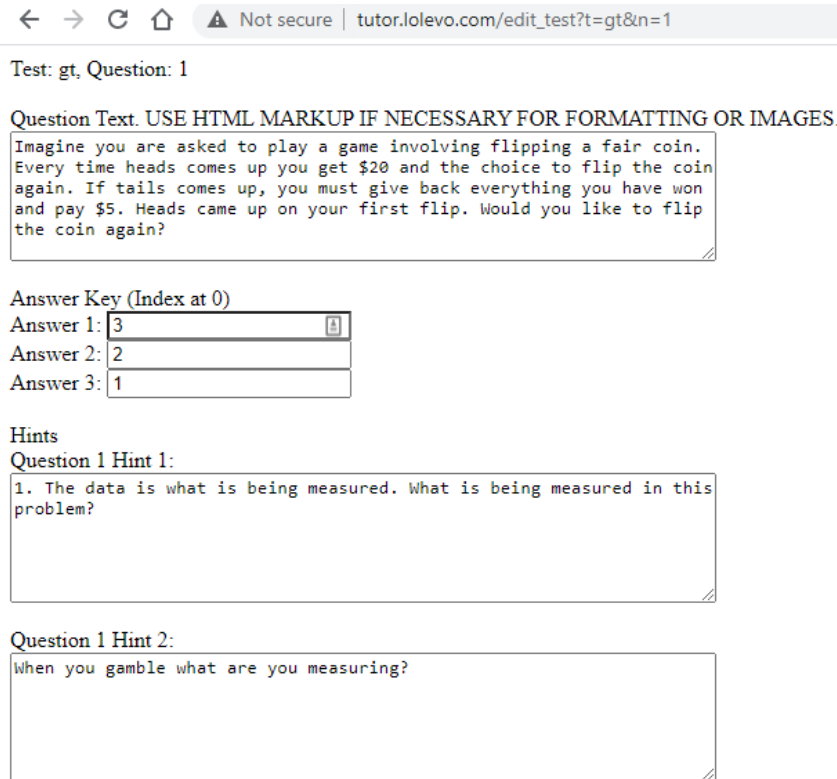 Not secure | tutor.lolevo.com/edit_test?t=gt&n=1
Test: gt, Question: 1
Question Text. USE HTML MARKUP IF NECESSARY FOR FORMATTING OR IMAGES.
Imagine you are asked to play a game involving flipping a fair coin.
Every time heads comes up you get $20 and the choice to flip the coin
again. If tails comes up, you must give back everything you have won
and pay $5. Heads came up on your first flip. Would you like to flip
the coin again?
Answer Key (Index at 0)
Answer 1: 3
Answer 2: 2
Answer 3: 1
Hints
Question 1 Hint 1:
1. The data is what is being measured. What is being measured in this
problem?
Question 1 Hint 2:
When you gamble what are you measuring?